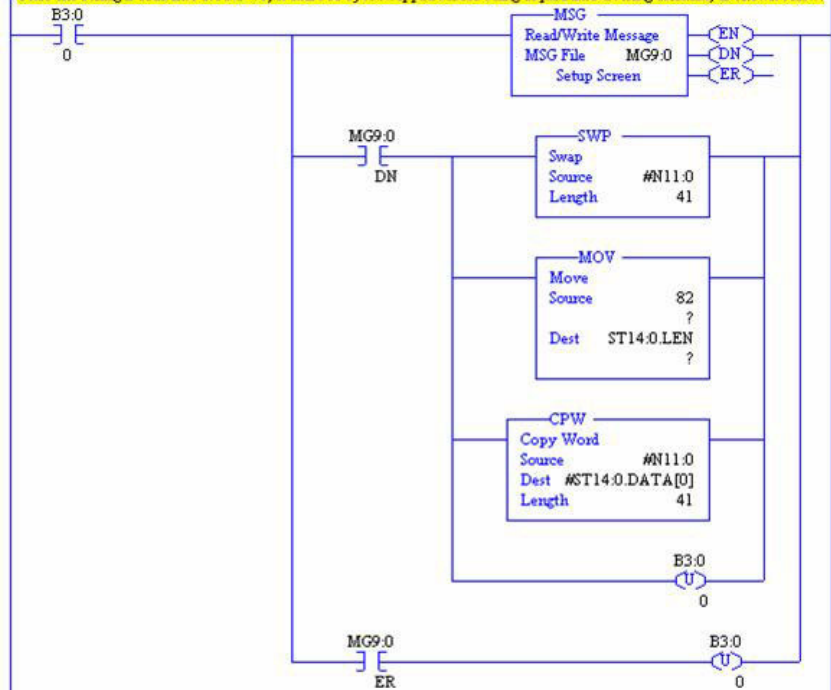 B3:0
0
MSG
Read/Write Message
MSG File MG9:0
Setup Screen
EN
DN
ER
MG9:0
DN
SWP
Swap
Source #N11:0
Length 41
MOV
Move
Source 82
?
Dest ST14:0.LEN
?
CPW
Copy Word
Source #N11:0
Dest #ST14:0.DATA[0]
Length 41
B3:0
U
0
MG9:0
ER
B3:0
U
0